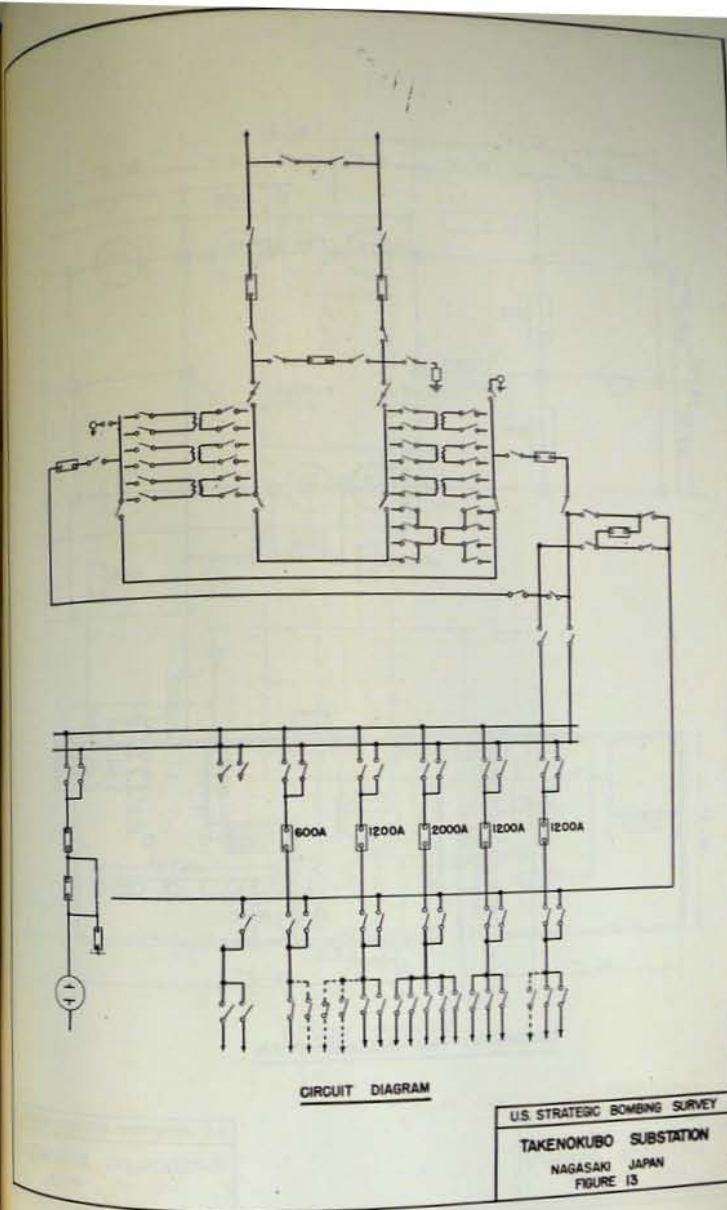 600A
1200A
2000A
1200A
1200A
CIRCUIT DIAGRAM
U.S. STRATEGIC BOMBING SURVEY
TAKENOKUBO SUBSTATION
NAGASAKI JAPAN
FIGURE 13